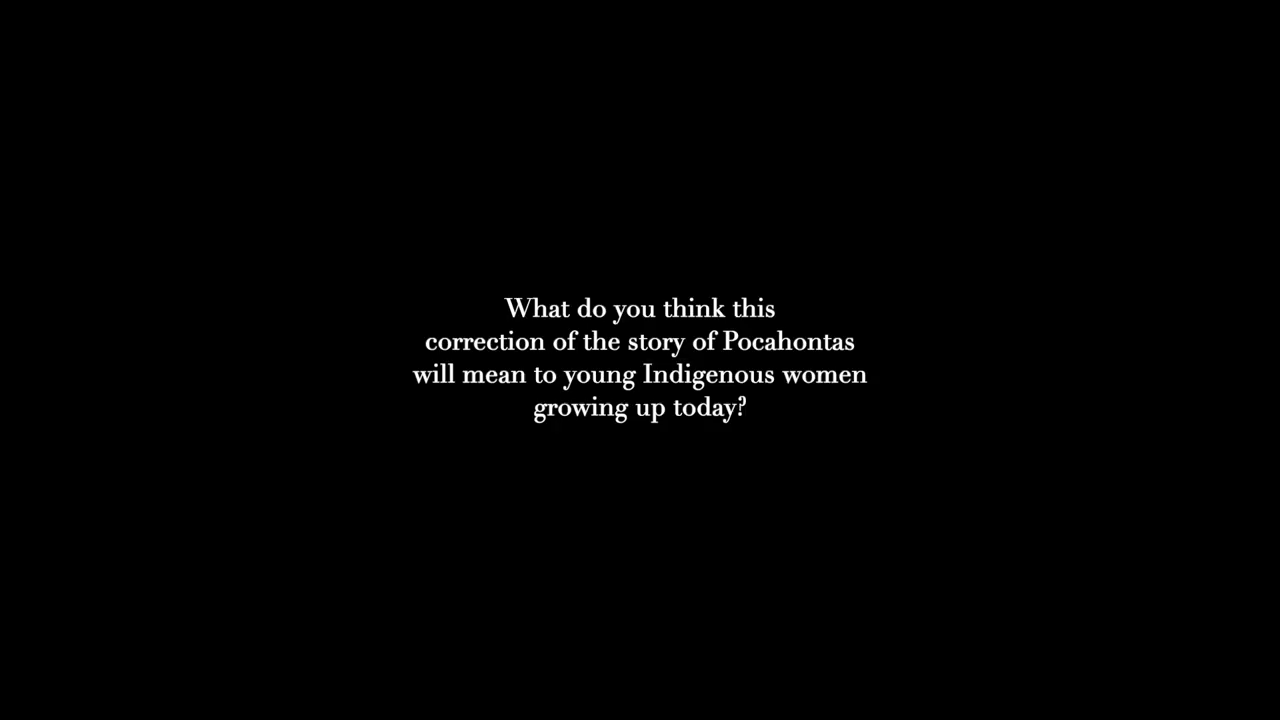 What do you think this
correction of the story of Pocahontas
will mean to young Indigenous women
growing up today?